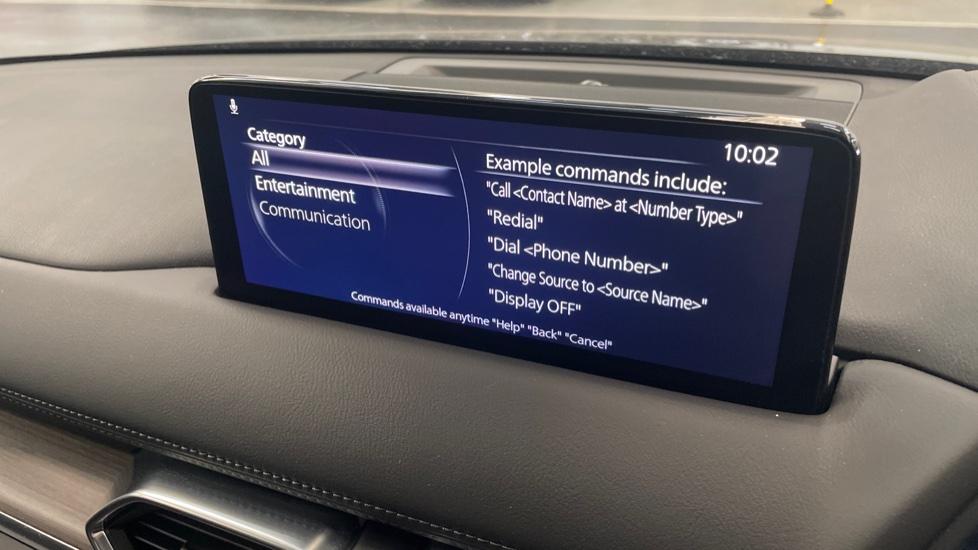 Category
10:02
All
Entertainment
Communication
Example commands include:
"Call <Contact Name> at <Number Type>"
"Redial"
"Dial <Phone Number>"
"Change Source to <Source Name>"
"Display OFF"
Commands available anytime "Help" "Back" "Cancel"